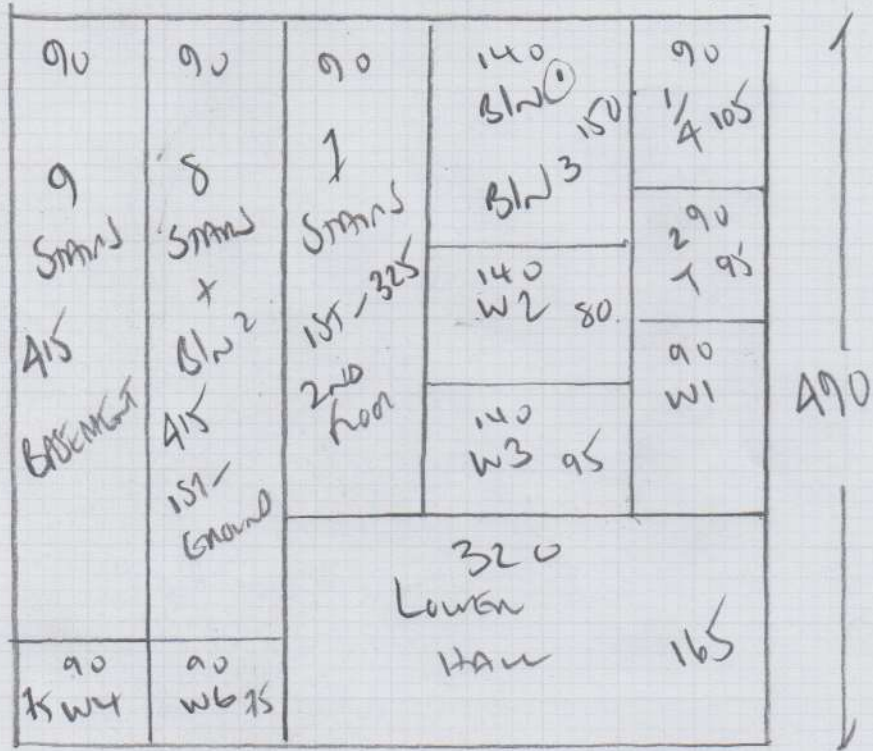 90
9
STAIRS
415
BASEMENT
90
8
STAIRS
+
BLN 2
415
1ST-
GROUND
90
1
STAIRS
1ST- 325
2ND
FLOOR
140
BLN 1
150
BLN 3
140
W2 80
140
W3 95
90
1/4 105
2 90
95
90
W1
490
320
LOWER
HALL 165
90
75 W4
90
W6 75